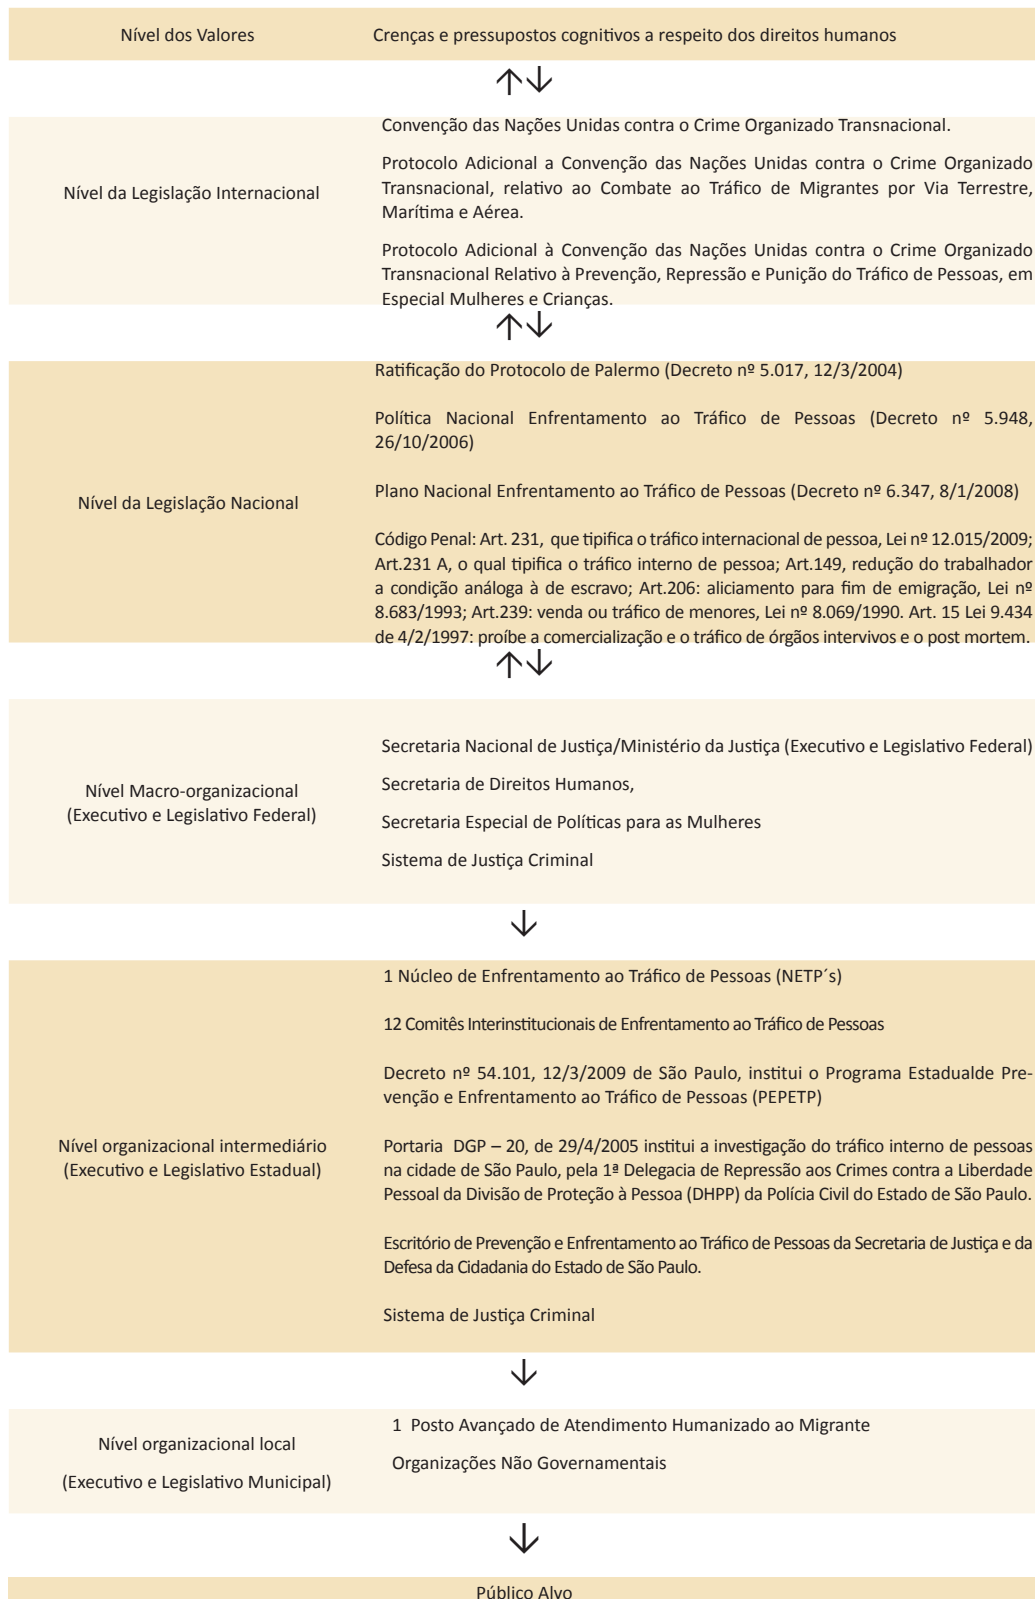 Nível dos Valores
Crenças e pressupostos cognitivos a respeito dos direitos humanos
↑↓
Nível da Legislação Internacional
Convenção das Nações Unidas contra o Crime Organizado Transnacional.
Protocolo Adicional a Convenção das Nações Unidas contra o Crime Organizado
Transnacional, relativo ao Combate ao Tráfico de Migrantes por Via Terrestre,
Marítima e Aérea.
Protocolo Adicional à Convenção das Nações Unidas contra o Crime Organizado
Transnacional Relativo à Prevenção, Repressão e Punição do Tráfico de Pessoas, em
Especial Mulheres e Crianças.
↑↓
Nível da Legislação Nacional
Ratificação do Protocolo de Palermo (Decreto nº 5.017, 12/3/2004)
Política Nacional Enfrentamento ao Tráfico de Pessoas (Decreto nº 5.948,
26/10/2006)
Plano Nacional Enfrentamento ao Tráfico de Pessoas (Decreto nº 6.347, 8/1/2008)
Código Penal: Art. 231, que tipifica o tráfico internacional de pessoa, Lei nº 12.015/2009;
Art.231 A, o qual tipifica o tráfico interno de pessoa; Art.149, redução do trabalhador
a condição análoga à de escravo; Art.206: aliciamento para fim de emigração, Lei nº
8.683/1993; Art.239: venda ou tráfico de menores, Lei nº 8.069/1990. Art. 15 Lei 9.434
de 4/2/1997: proíbe a comercialização e o tráfico de órgãos intervivos e o post mortem.
↑↓
Nível Macro-organizacional
(Executivo e Legislativo Federal)
Secretaria Nacional de Justiça/Ministério da Justiça (Executivo e Legislativo Federal)
Secretaria de Direitos Humanos,
Secretaria Especial de Políticas para as Mulheres
Sistema de Justiça Criminal
↓
Nível organizacional intermediário
(Executivo e Legislativo Estadual)
1 Núcleo de Enfrentamento ao Tráfico de Pessoas (NETP´s)
12 Comitês Interinstitucionais de Enfrentamento ao Tráfico de Pessoas
Decreto nº 54.101, 12/3/2009 de São Paulo, institui o Programa Estadualde Pre-
venção e Enfrentamento ao Tráfico de Pessoas (PEPETP)
Portaria DGP – 20, de 29/4/2005 institui a investigação do tráfico interno de pessoas
na cidade de São Paulo, pela 1ª Delegacia de Repressão aos Crimes contra a Liberdade
Pessoal da Divisão de Proteção à Pessoa (DHPP) da Polícia Civil do Estado de São Paulo.
Escritório de Prevenção e Enfrentamento ao Tráfico de Pessoas da Secretaria de Justiça e da
Defesa da Cidadania do Estado de São Paulo.
Sistema de Justiça Criminal
↓
Nível organizacional local
(Executivo e Legislativo Municipal)
1 Posto Avançado de Atendimento Humanizado ao Migrante
Organizações Não Governamentais
↓
Público Alvo